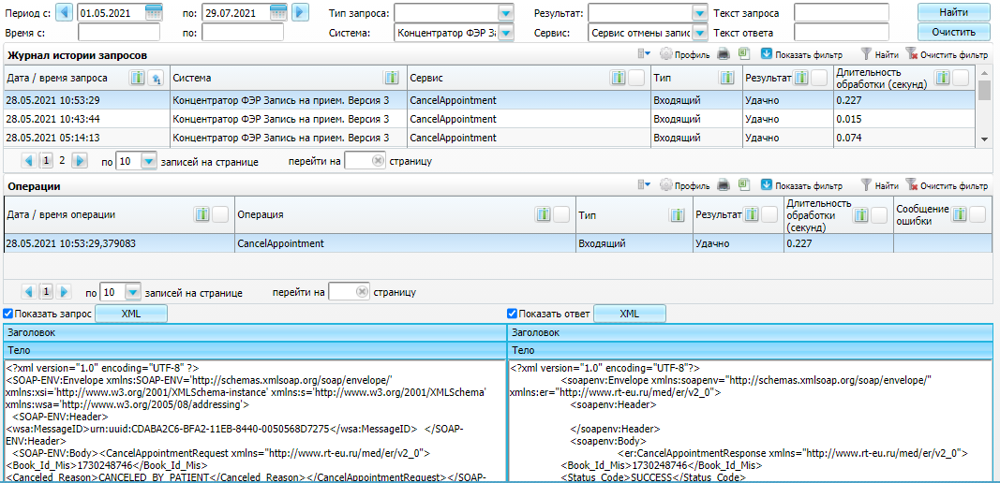 Период с: 01.05.2021 по: 29.07.2021 Тип запроса: Результат: Текст запроса Найти
Время с: по: Система: Концентратор ФЭР За Сервис: Сервис отмены запис Текст ответа Очистить
Журнал истории запросов Профиль Показать фильтр Найти Очистить фильтр
Дата / время запроса Система Сервис Тип Результат Длительность
обработки (секунд)
28.05.2021 10:53:29 Концентратор ФЭР Запись на прием. Версия 3 CancelAppointment Входящий Удачно 0.227
28.05.2021 10:43:44 Концентратор ФЭР Запись на прием. Версия 3 CancelAppointment Входящий Удачно 0.015
28.05.2021 05:14:13 Концентратор ФЭР Запись на прием. Версия 3 CancelAppointment Входящий Удачно 0.074
1 2 по 10 записей на странице перейти на страницу
Операции Профиль Показать фильтр Найти Очистить фильтр
Дата / время операции Операция Тип Результат Длительность
обработки
(секунд) Сообщение
ошибки
28.05.2021 10:53:29,379083 CancelAppointment Входящий Удачно 0.227
1 по 10 записей на странице перейти на страницу
Показать запрос XML Показать ответ XML
Заголовок Заголовок
Тело Тело
<?xml version="1.0" encoding="UTF-8" ?>
<SOAP-ENV:Envelope xmlns:SOAP-ENV='http://schemas.xmlsoap.org/soap/envelope/'
xmlns:xsi='http://www.w3.org/2001/XMLSchema-instance' xmlns:s='http://www.w3.org/2001/XMLSchema'
xmlns:wsa='http://www.w3.org/2005/08/addressing'>
<SOAP-ENV:Header>
<wsa:MessageID>urn:uuid:CDABA2C6-BFA2-11EB-8440-0050568D7275</wsa:MessageID> </SOAP-
ENV:Header>
<SOAP-ENV:Body><CancelAppointmentRequest xmlns="http://www.rt-eu.ru/med/er/v2_0">
<Book_Id_Mis>1730248746</Book_Id_Mis>
<Canceled_Reason>CANCELED_BY_PATIENT</Canceled_Reason></CancelAppointmentRequest></SOAP-
<?xml version="1.0" encoding="UTF-8"?>
<soapenv:Envelope xmlns:soapenv="http://schemas.xmlsoap.org/soap/envelope/"
xmlns:er="http://www.rt-eu.ru/med/er/v2_0">
<soapenv:Header>
</soapenv:Header>
<soapenv:Body>
<er:CancelAppointmentResponse xmlns="http://www.rt-eu.ru/med/er/v2_0">
<Book_Id_Mis>1730248746</Book_Id_Mis>
<Status_Code>SUCCESS</Status_Code>